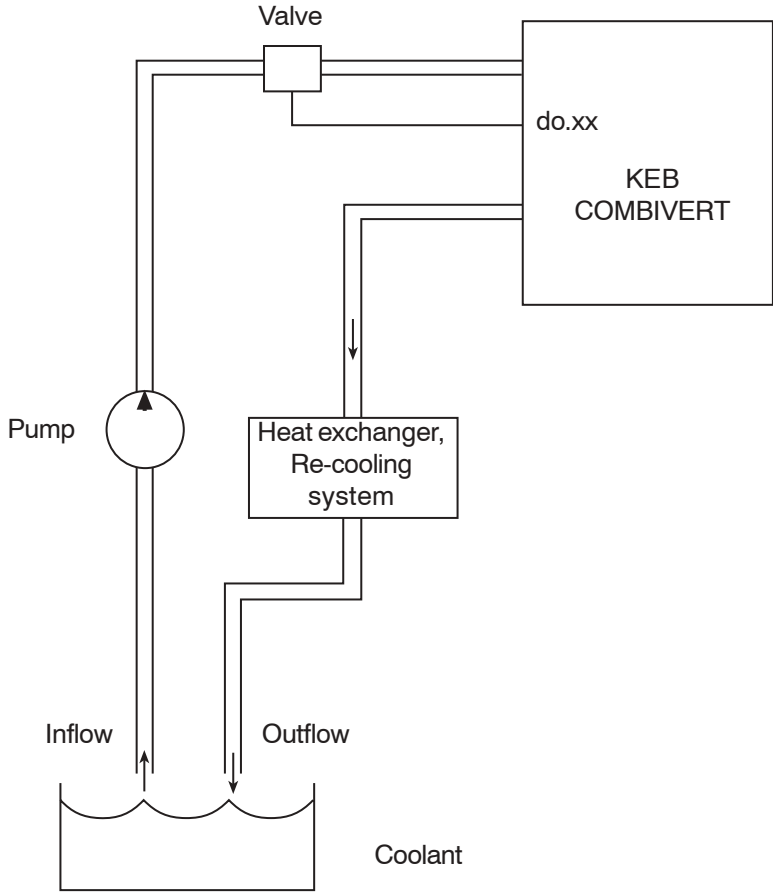 Valve
do.xx
KEB
COMBIVERT
Pump
Heat exchanger,
Re-cooling
system
Inflow
Outflow
Coolant